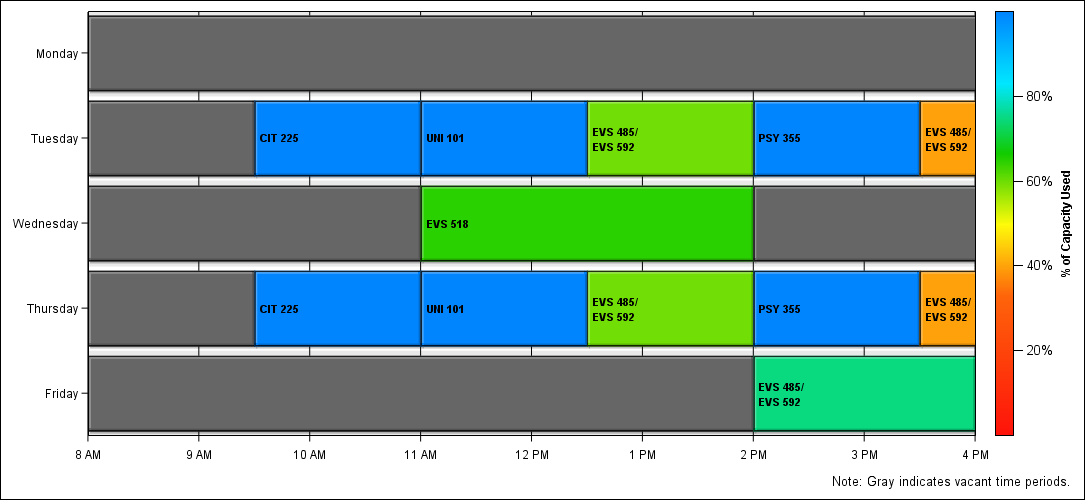 Monday
Tuesday
CIT 225
UNI 101
EVS 485/
EVS 592
PSY 355
EVS 485/
EVS 592
Wednesday
EVS 518
Thursday
CIT 225
UNI 101
EVS 485/
EVS 592
PSY 355
EVS 485/
EVS 592
Friday
EVS 485/
EVS 592
8 AM
9 AM
10 AM
11 AM
12 PM
1 PM
2 PM
3 PM
4 PM
80%
60%
40%
20%
% of Capacity Used
Note: Gray indicates vacant time periods.